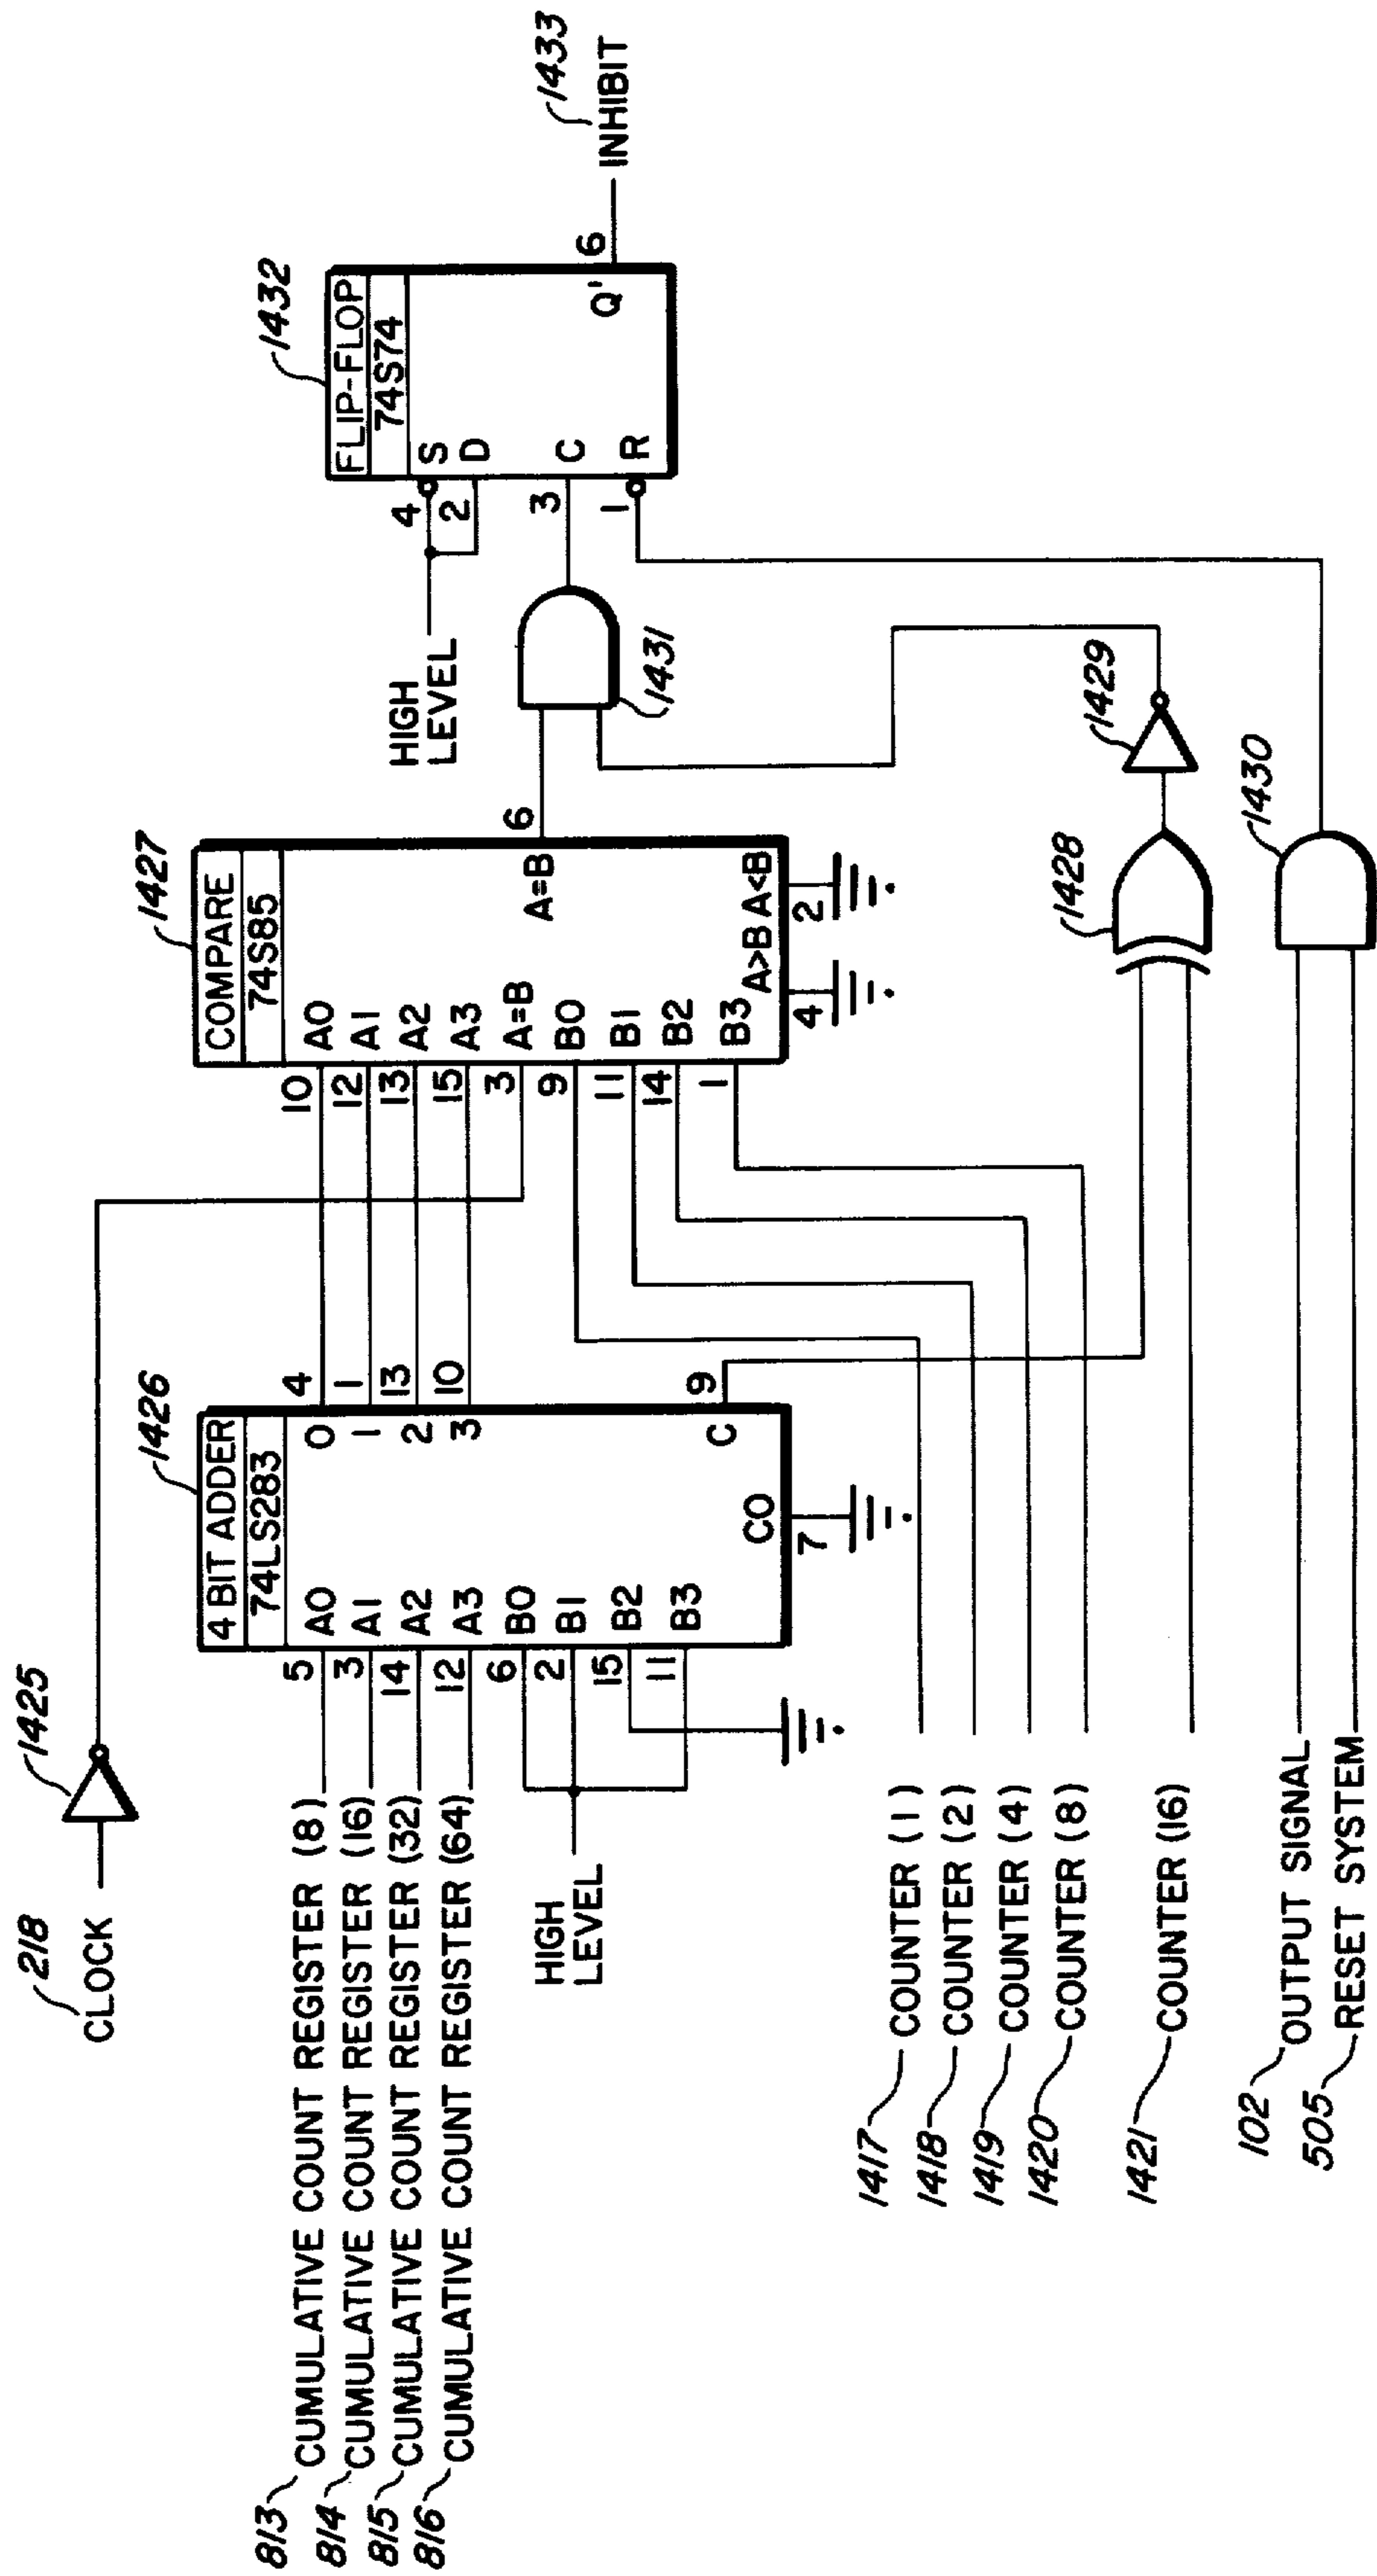 218
CLOCK
1425
813 CUMULATIVE COUNT REGISTER (8)
814 CUMULATIVE COUNT REGISTER (16)
815 CUMULATIVE COUNT REGISTER (32)
816 CUMULATIVE COUNT REGISTER (64)
HIGH
LEVEL
1426
4 BIT ADDER
74LS283
5 A0
3 A1
14 A2
12 A3
6 B0
2 B1
15 B2
11 B3
0 4
1 1
2 13
3 10
C 9
CO
7
1427
COMPARE
74S85
10 A0
12 A1
13 A2
15 A3
3 A=B
9 B0
11 B1
14 B2
1 B3
A=B 6
A>B A<B
4 2
HIGH
LEVEL
1431
1432
FLIP-FLOP
74S74
4 S
2 D
3 C
1 R
Q' 6
1433
INHIBIT
1417 COUNTER (1)
1418 COUNTER (2)
1419 COUNTER (4)
1420 COUNTER (8)
1421 COUNTER (16)
1428
1429
102 OUTPUT SIGNAL
505 RESET SYSTEM
1430